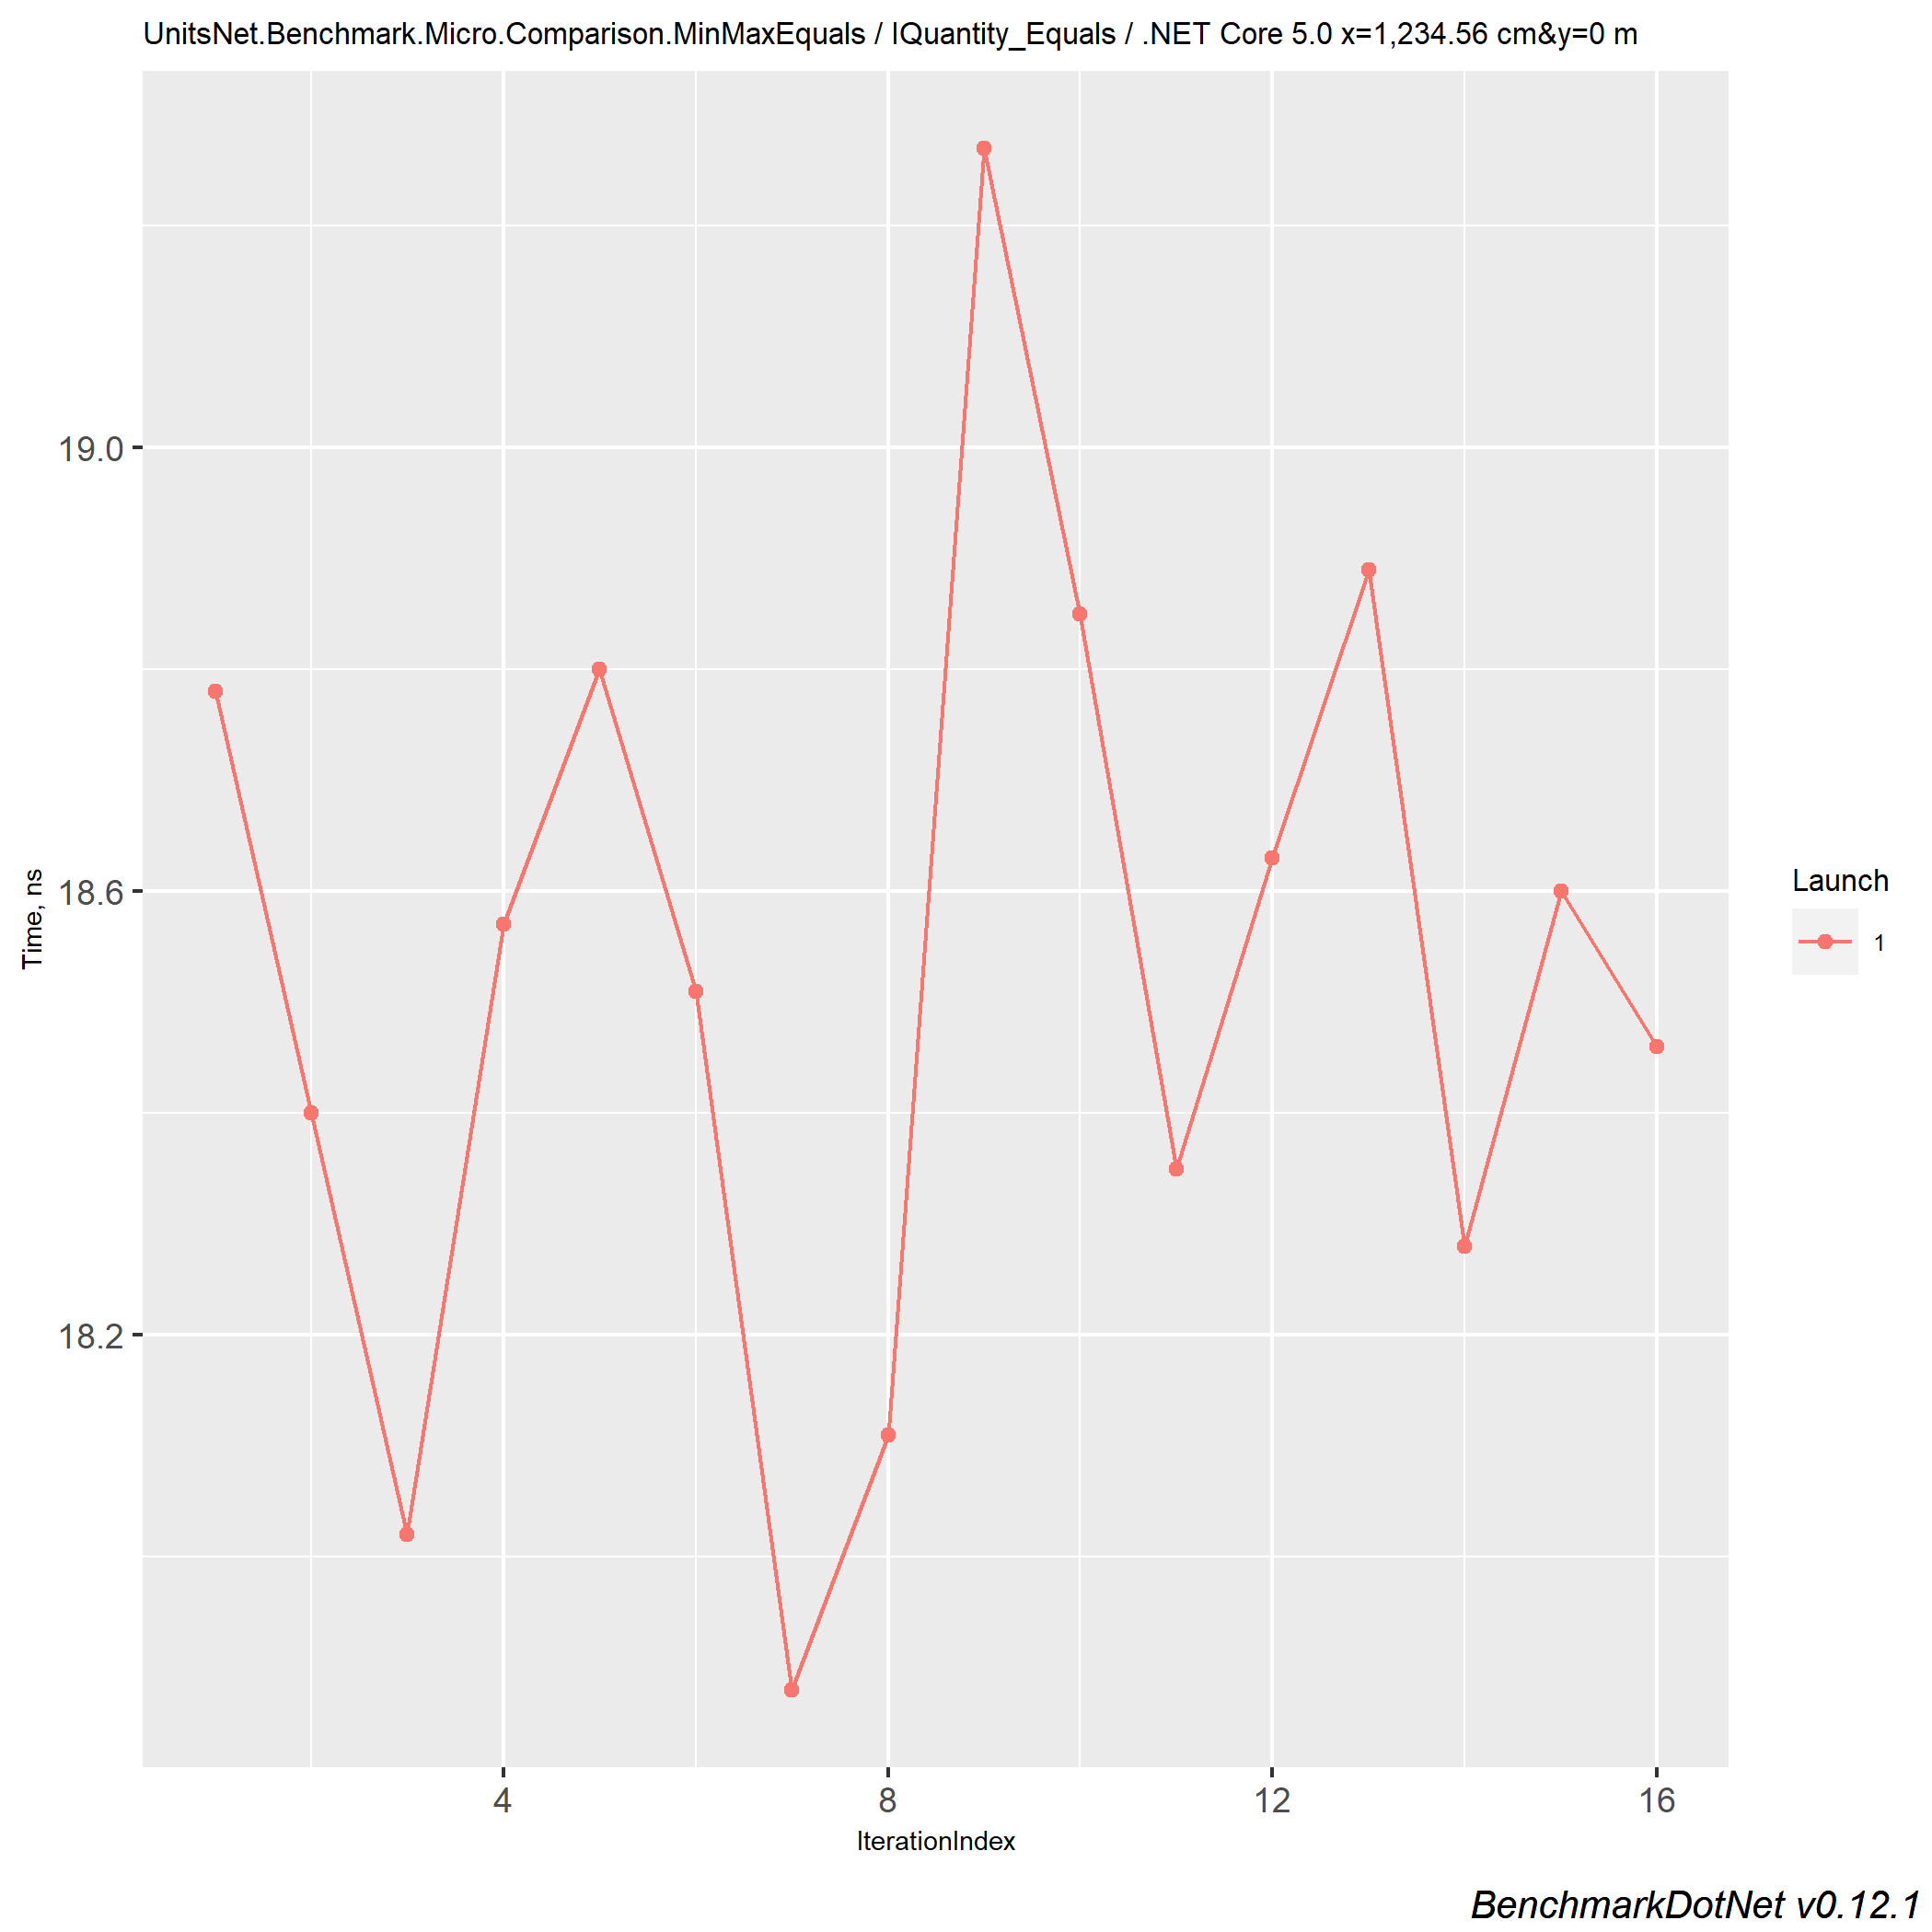 UnitsNet.Benchmark.Micro.Comparison.MinMaxEquals / IQuantity_Equals / .NET Core 5.0 x=1,234.56 cm&y=0 m
19.0
18.6
18.2
Time, ns
4 8 12 16
IterationIndex
Launch
1
BenchmarkDotNet v0.12.1